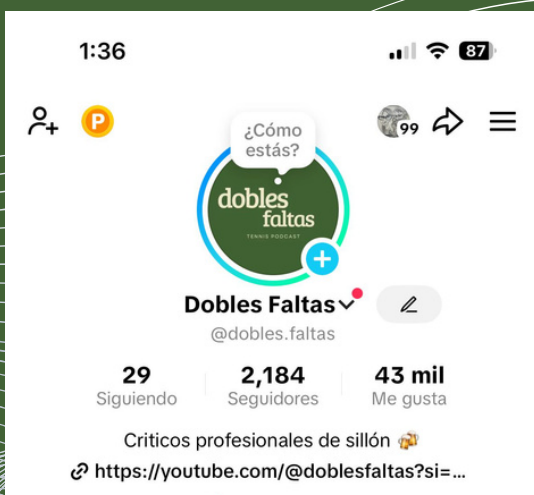 1:36
87
P
99
¿Cómo
estás?
dobles
faltas
TENNIS PODCAST
Dobles Faltas
@dobles.faltas
29
2,184
43 mil
Siguiendo
Seguidores
Me gusta
Criticos profesionales de sillón 🍻
https://youtube.com/@doblesfaltas?si=...